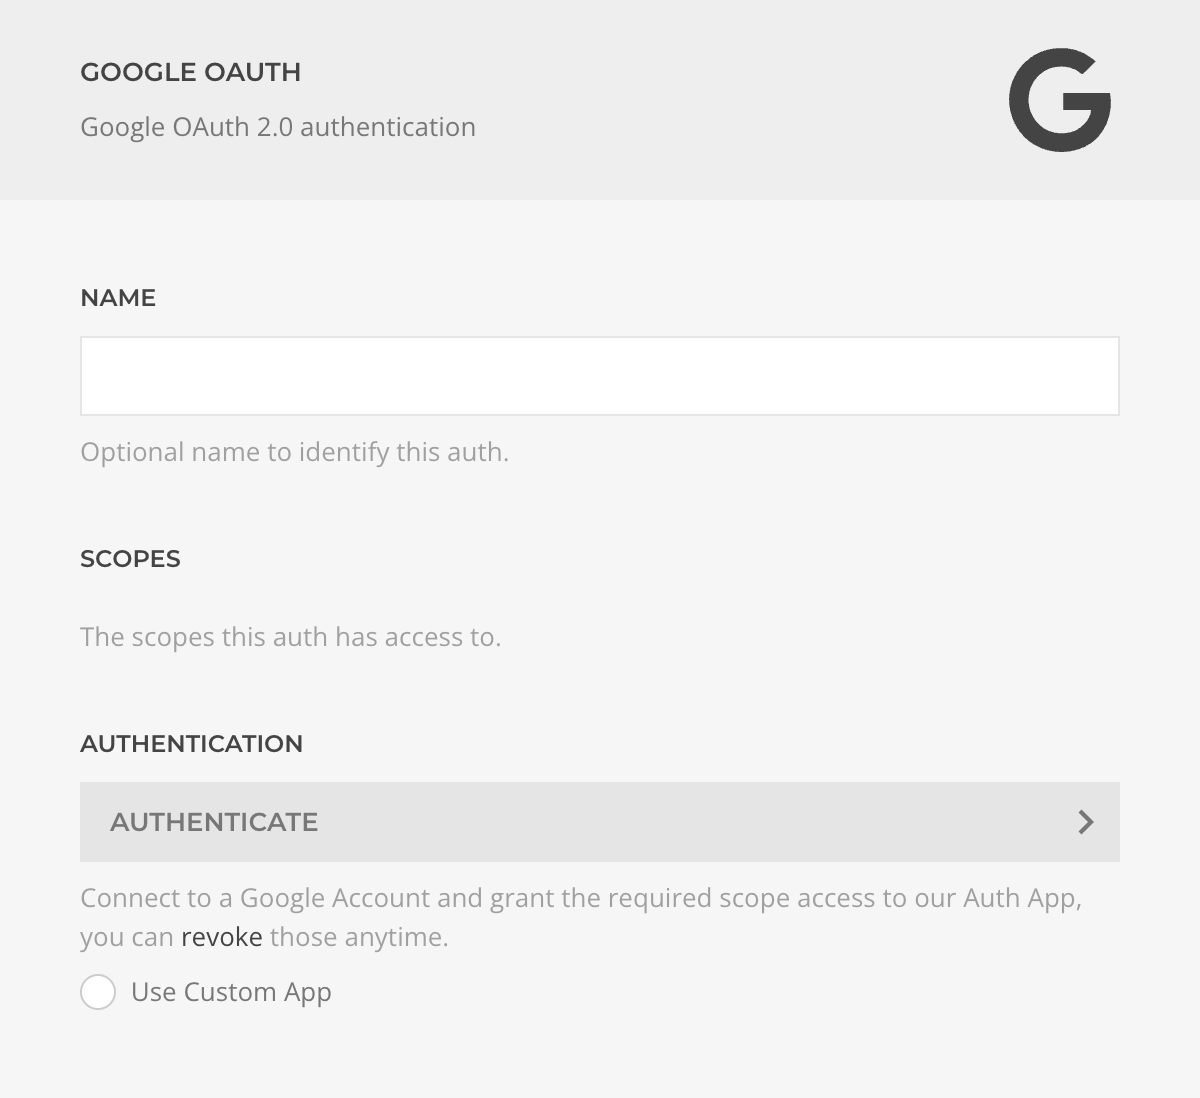 GOOGLE OAUTH
Google OAuth 2.0 authentication
NAME
Optional name to identify this auth.
SCOPES
The scopes this auth has access to.
AUTHENTICATION
AUTHENTICATE
Connect to a Google Account and grant the required scope access to our Auth App,
you can revoke those anytime.
Use Custom App